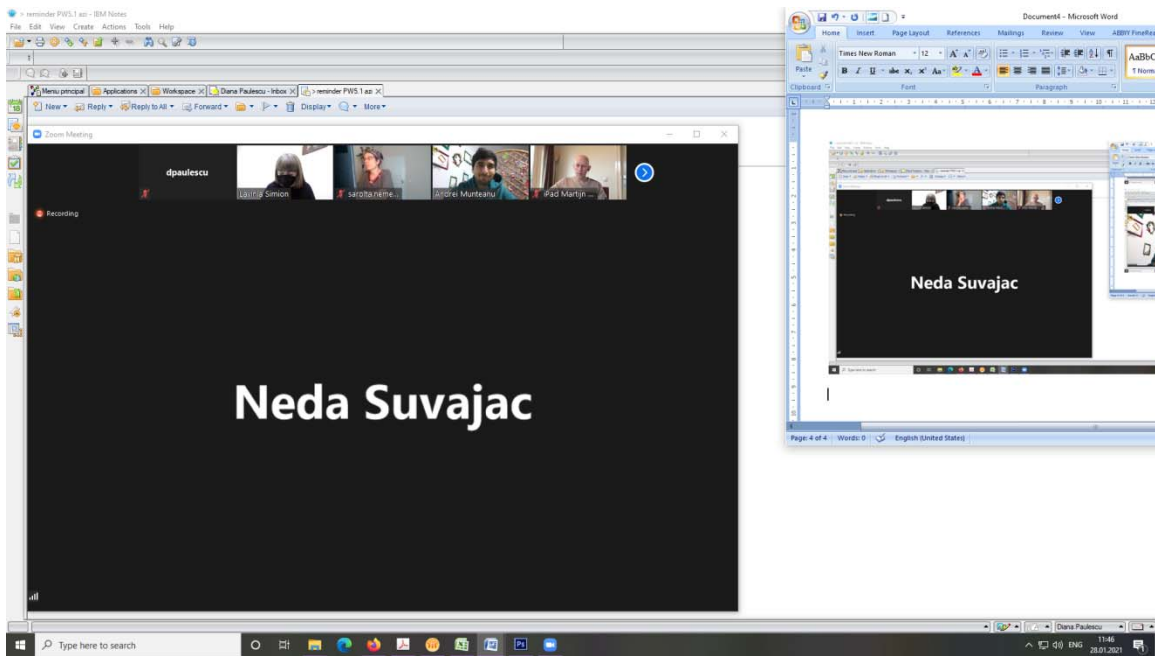 > reminder PW5.1 azi - IBM Notes
File Edit View Create Actions Tools Help
Meniu principal X Applications X Workspace X Diana Paulescu - Inbox X > reminder PW5.1 azi X
New Reply Reply to All Forward Display More
Zoom Meeting
dpaulescu
Lavinia Simion
sarolta.neme...
Andrei Munteanu
iPad Martijn ...
Recording
Neda Suvajac
Diana Paulescu
Document4 - Microsoft Word
Home Insert Page Layout References Mailings Review View ABBYY FineRea
Paste
Times New Roman 12
AaBbC
¶ Norm
Clipboard Font Paragraph
Neda Suvajac
Page: 4 of 4 Words: 0 English (United States)
Type here to search
ENG
11:46
28.01.2021